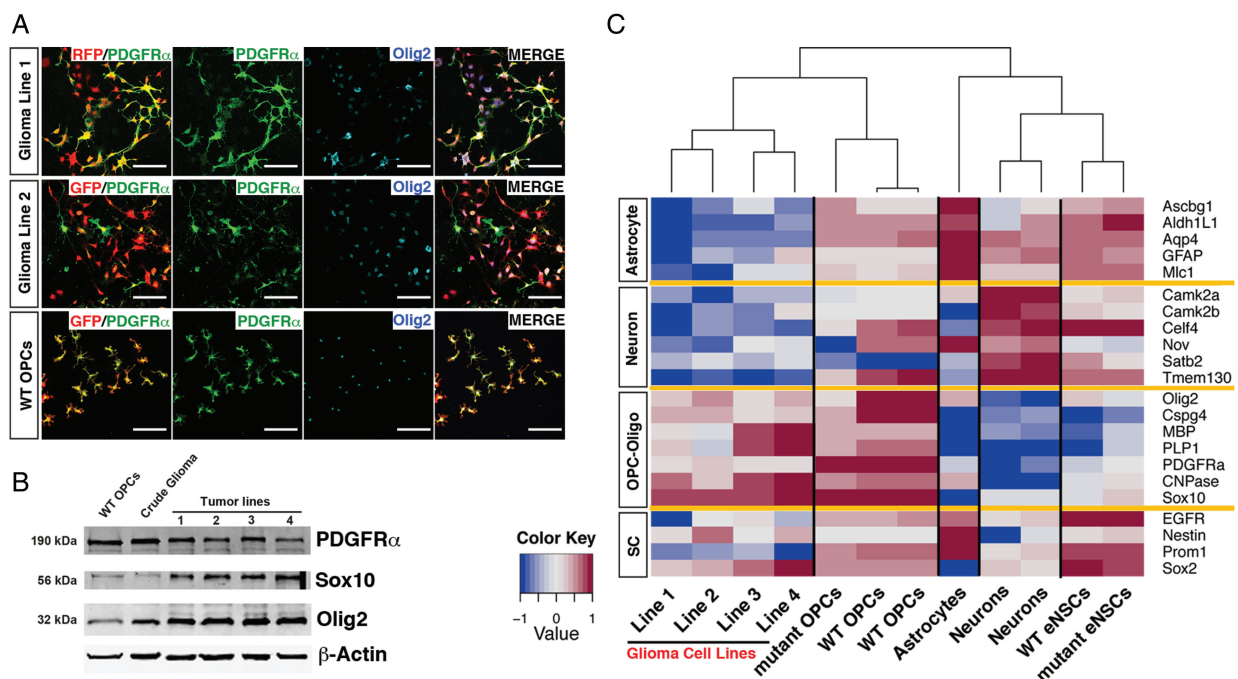 A
RFP/PDGFRα
PDGFRα
Olig2
MERGE
Glioma Line 1
GFP/PDGFRα
PDGFRα
Olig2
MERGE
Glioma Line 2
GFP/PDGFRα
PDGFRα
Olig2
MERGE
WT OPCs
B
WT OPCs
Crude Glioma
Tumor lines
1 2 3 4
190 kDa
PDGFRα
56 kDa
Sox10
32 kDa
Olig2
β-Actin
C
Astrocyte
Ascbg1
Aldh1L1
Aqp4
GFAP
Mlc1
Neuron
Camk2a
Camk2b
Celf4
Nov
Satb2
Tmem130
OPC-Oligo
Olig2
Cspg4
MBP
PLP1
PDGFRa
CNPase
Sox10
SC
EGFR
Nestin
Prom1
Sox2
Color Key
−1 0 1
Value
Line 1
Line 2
Line 3
Line 4
mutant OPCs
WT OPCs
WT OPCs
Astrocytes
Neurons
Neurons
WT eNSCs
mutant eNSCs
Glioma Cell Lines